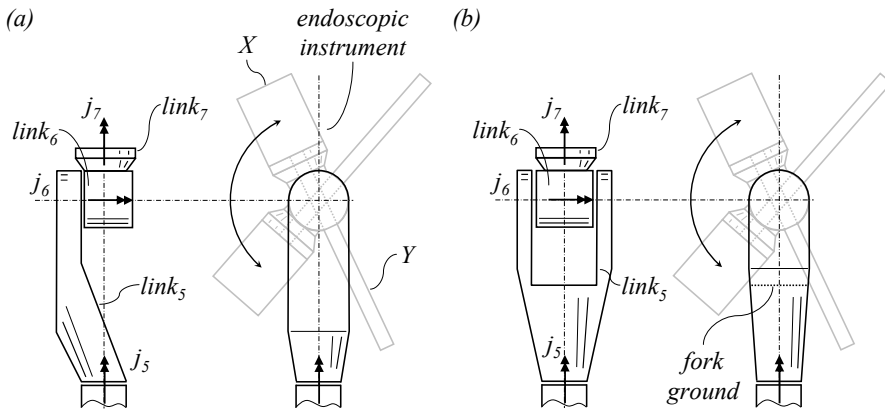 (a)
endoscopic
instrument
X
j7
link7
link6
j6
Y
link5
j5
(b)
j7
link7
link6
j6
link5
j5
fork
ground